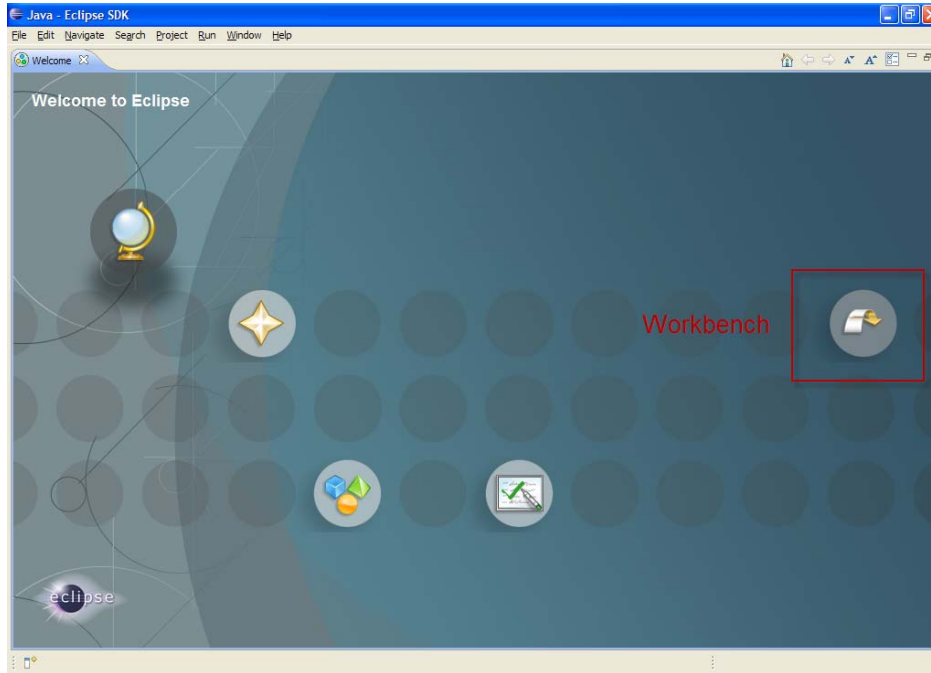 Java - Eclipse SDK
File Edit Navigate Search Project Run Window Help
Welcome
Welcome to Eclipse
Workbench
eclipse